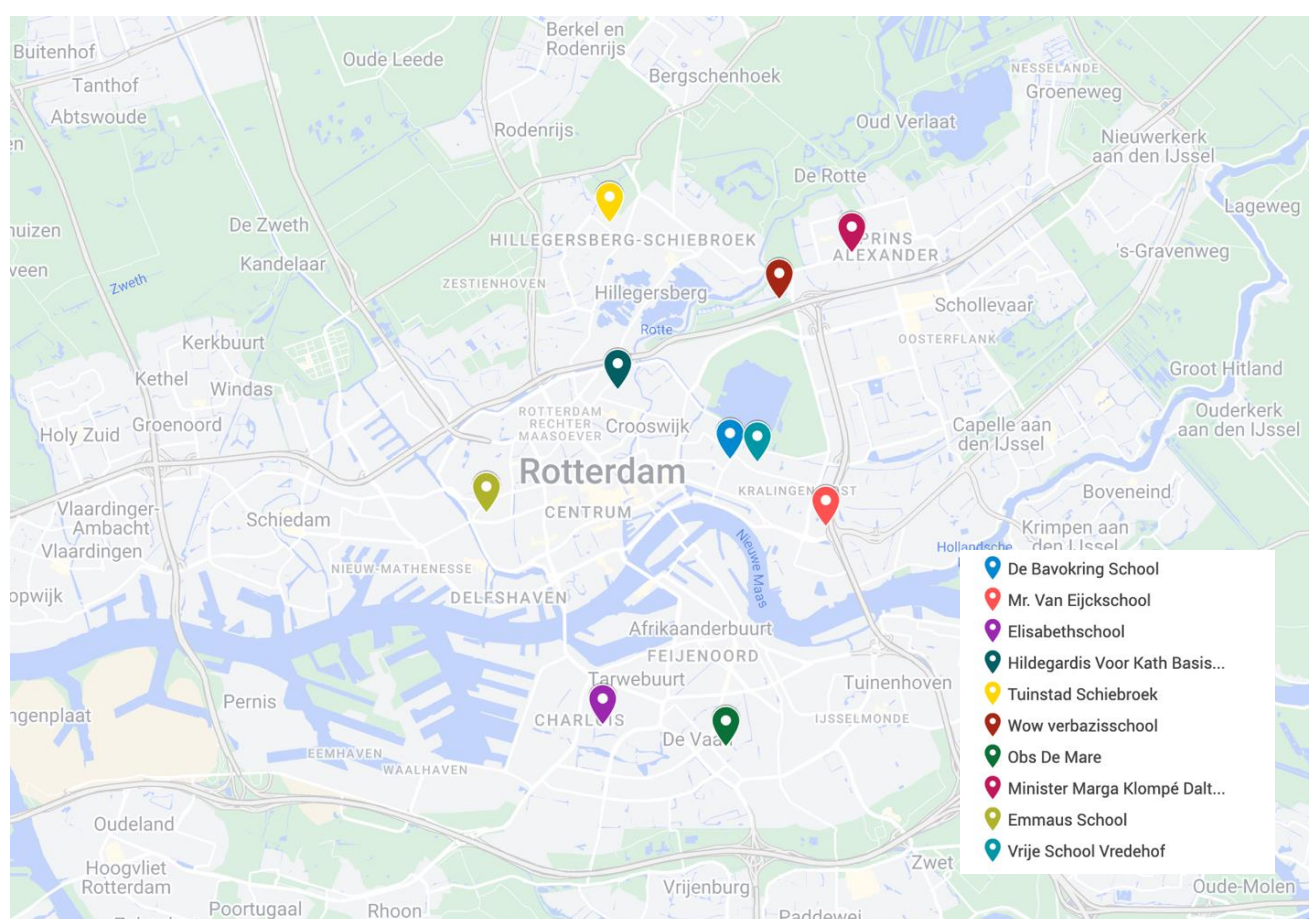 Berkel en
Rodenrijs
Buitenhof
Oude Leede
Bergschenhoek
NESSELANDE
Groeneweg
Tanthof
Abtswoude
Oud Verlaat
Rodenrijs
Nieuwerkerk
aan den IJssel
De Rotte
Lageweg
De Zweth
HILLEGERSBERG-SCHIEBROEK
PRINS
ALEXANDER
's-Gravenweg
Kandelaar
Zweth
ZESTIENHOVEN
Hillegersberg
Schollevaar
Rotte
OOSTERFLANK
Kerkbuurt
Groot Hitland
Kethel
Windas
ROTTERDAM
RECHTER
MAASOEVER
Crooswijk
Ouderkerk
aan den IJssel
Holy Zuid
Groenoord
Capelle aan
den IJssel
Rotterdam
KRALINGEN
Boveneind
Vlaardinger-
Ambacht
Schiedam
CENTRUM
Krimpen aan
den IJssel
Vlaardingen
Hollandsche
Nieuwe Maas
NIEUW-MATHENESSE
DELFSHAVEN
Afrikaanderbuurt
FEIJENOORD
Tarwebuurt
Tuinenhoven
Pernis
CHARLOIS
De Vaan
IJSSELMONDE
EEMHAVEN
WAALHAVEN
Oudeland
Hoogvliet
Rotterdam
Zwet
Vrijenburg
Oude-Molen
Poortugaal
Rhoon
Paddewei
De Bavokring School
Mr. Van Eijckschool
Elisabethschool
Hildegardis Voor Kath Basis...
Tuinstad Schiebroek
Wow verbazisschool
Obs De Mare
Minister Marga Klompé Dalt...
Emmaus School
Vrije School Vredehof